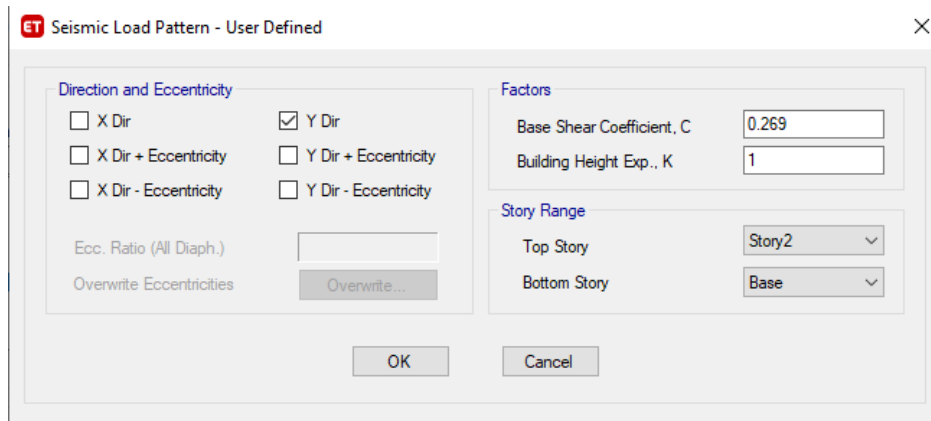 ET Seismic Load Pattern - User Defined
Direction and Eccentricity
X Dir
Y Dir
X Dir + Eccentricity
Y Dir + Eccentricity
X Dir - Eccentricity
Y Dir - Eccentricity
Ecc. Ratio (All Diaph.)
Overwrite Eccentricities
Overwrite...
Factors
Base Shear Coefficient, C
0.269
Building Height Exp., K
1
Story Range
Top Story
Story2
Bottom Story
Base
OK
Cancel